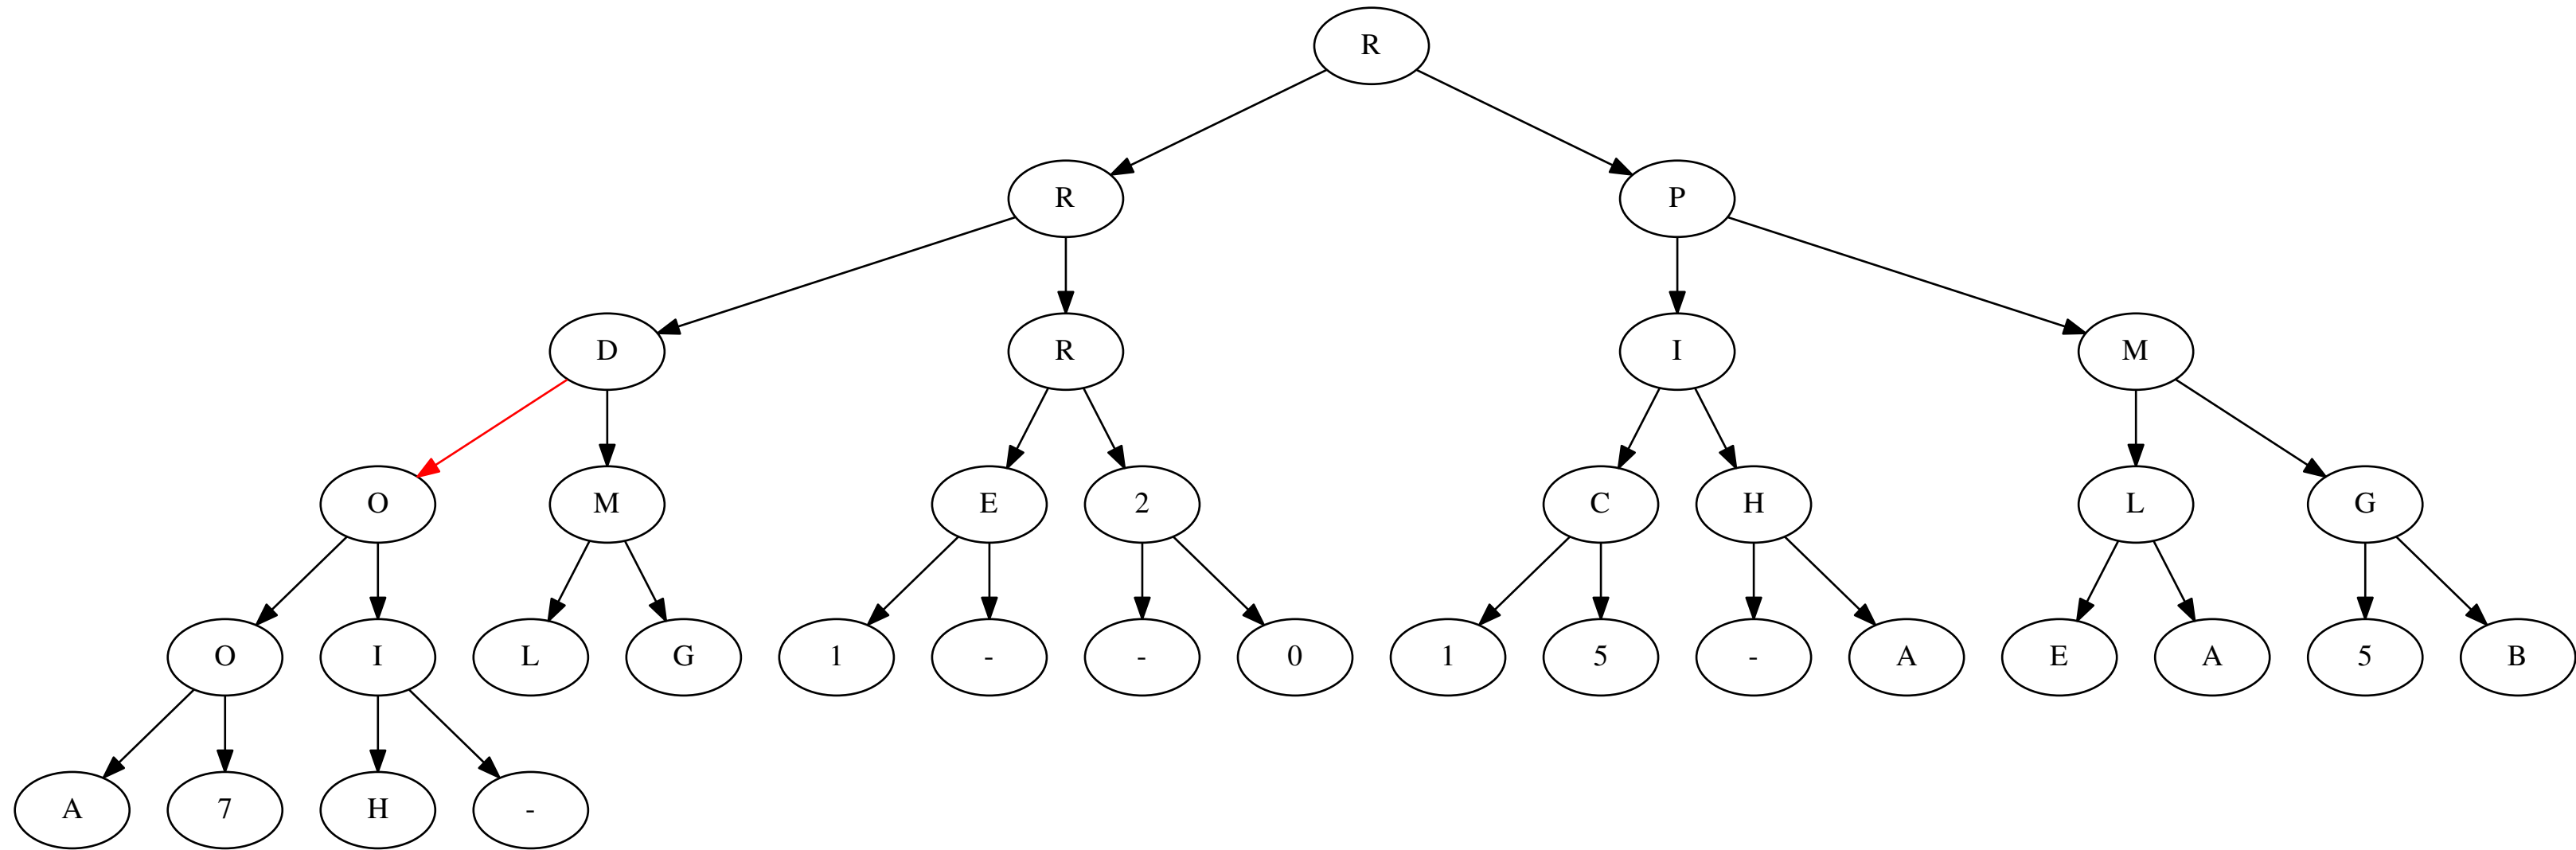 R
R P
D R I M
O M E 2 C H L G
O I L G 1 - - 0 1 5 - A E A 5 B
A 7 H -